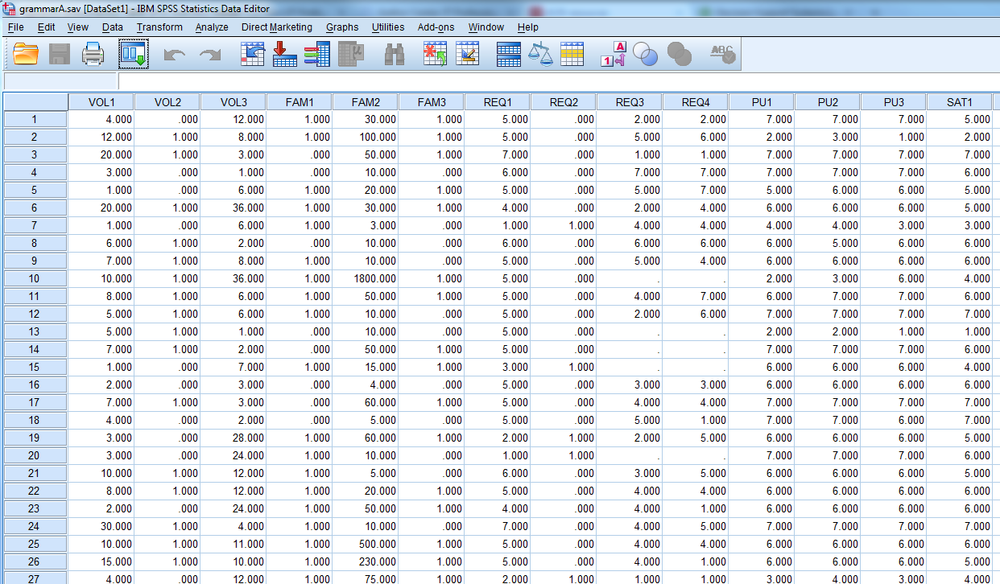 grammarA.sav [DataSet1] - IBM SPSS Statistics Data Editor
File Edit View Data Transform Analyze Direct Marketing Graphs Utilities Add-ons Window Help
VOL1 VOL2 VOL3 FAM1 FAM2 FAM3 REQ1 REQ2 REQ3 REQ4 PU1 PU2 PU3 SAT1
1 4.000 .000 12.000 1.000 30.000 1.000 5.000 .000 2.000 2.000 7.000 7.000 7.000 5.000
2 12.000 1.000 8.000 1.000 100.000 1.000 5.000 .000 5.000 6.000 2.000 3.000 1.000 2.000
3 20.000 1.000 3.000 .000 50.000 1.000 7.000 .000 1.000 1.000 7.000 7.000 7.000 7.000
4 3.000 .000 1.000 .000 10.000 .000 6.000 .000 7.000 7.000 7.000 7.000 7.000 6.000
5 1.000 .000 6.000 1.000 20.000 1.000 5.000 .000 5.000 7.000 5.000 6.000 6.000 5.000
6 20.000 1.000 36.000 1.000 30.000 1.000 4.000 .000 2.000 4.000 6.000 6.000 6.000 5.000
7 1.000 .000 6.000 1.000 3.000 .000 1.000 1.000 4.000 4.000 4.000 4.000 3.000 3.000
8 6.000 1.000 2.000 .000 10.000 .000 6.000 .000 6.000 6.000 6.000 5.000 6.000 6.000
9 7.000 1.000 8.000 1.000 10.000 .000 5.000 .000 5.000 4.000 6.000 6.000 6.000 6.000
10 10.000 1.000 36.000 1.000 1800.000 1.000 5.000 .000 . . 2.000 3.000 6.000 4.000
11 8.000 1.000 6.000 1.000 50.000 1.000 5.000 .000 4.000 7.000 6.000 7.000 7.000 6.000
12 5.000 1.000 6.000 1.000 10.000 .000 5.000 .000 2.000 6.000 7.000 7.000 7.000 7.000
13 5.000 1.000 1.000 .000 10.000 .000 5.000 .000 . . 2.000 2.000 1.000 1.000
14 7.000 1.000 2.000 .000 50.000 1.000 5.000 .000 . . 7.000 7.000 7.000 6.000
15 1.000 .000 7.000 1.000 15.000 1.000 3.000 1.000 . . 6.000 6.000 6.000 4.000
16 2.000 .000 3.000 .000 4.000 .000 5.000 .000 3.000 3.000 6.000 6.000 6.000 6.000
17 7.000 1.000 3.000 .000 60.000 1.000 5.000 .000 4.000 4.000 7.000 7.000 7.000 7.000
18 4.000 .000 2.000 .000 5.000 .000 5.000 .000 5.000 1.000 7.000 7.000 6.000 7.000
19 3.000 .000 28.000 1.000 60.000 1.000 2.000 1.000 2.000 5.000 6.000 6.000 6.000 5.000
20 3.000 .000 24.000 1.000 10.000 .000 1.000 1.000 . . 7.000 7.000 7.000 6.000
21 10.000 1.000 12.000 1.000 5.000 .000 6.000 .000 3.000 5.000 6.000 6.000 6.000 5.000
22 8.000 1.000 12.000 1.000 20.000 1.000 5.000 .000 4.000 4.000 6.000 6.000 6.000 6.000
23 2.000 .000 24.000 1.000 50.000 1.000 4.000 .000 4.000 1.000 6.000 6.000 6.000 6.000
24 30.000 1.000 4.000 1.000 10.000 .000 7.000 .000 4.000 5.000 7.000 7.000 7.000 7.000
25 10.000 1.000 11.000 1.000 500.000 1.000 5.000 .000 4.000 4.000 6.000 6.000 6.000 6.000
26 15.000 1.000 10.000 1.000 230.000 1.000 5.000 .000 4.000 1.000 6.000 6.000 6.000 5.000
27 4.000 .000 12.000 1.000 75.000 1.000 2.000 1.000 1.000 1.000 3.000 4.000 3.000 4.000